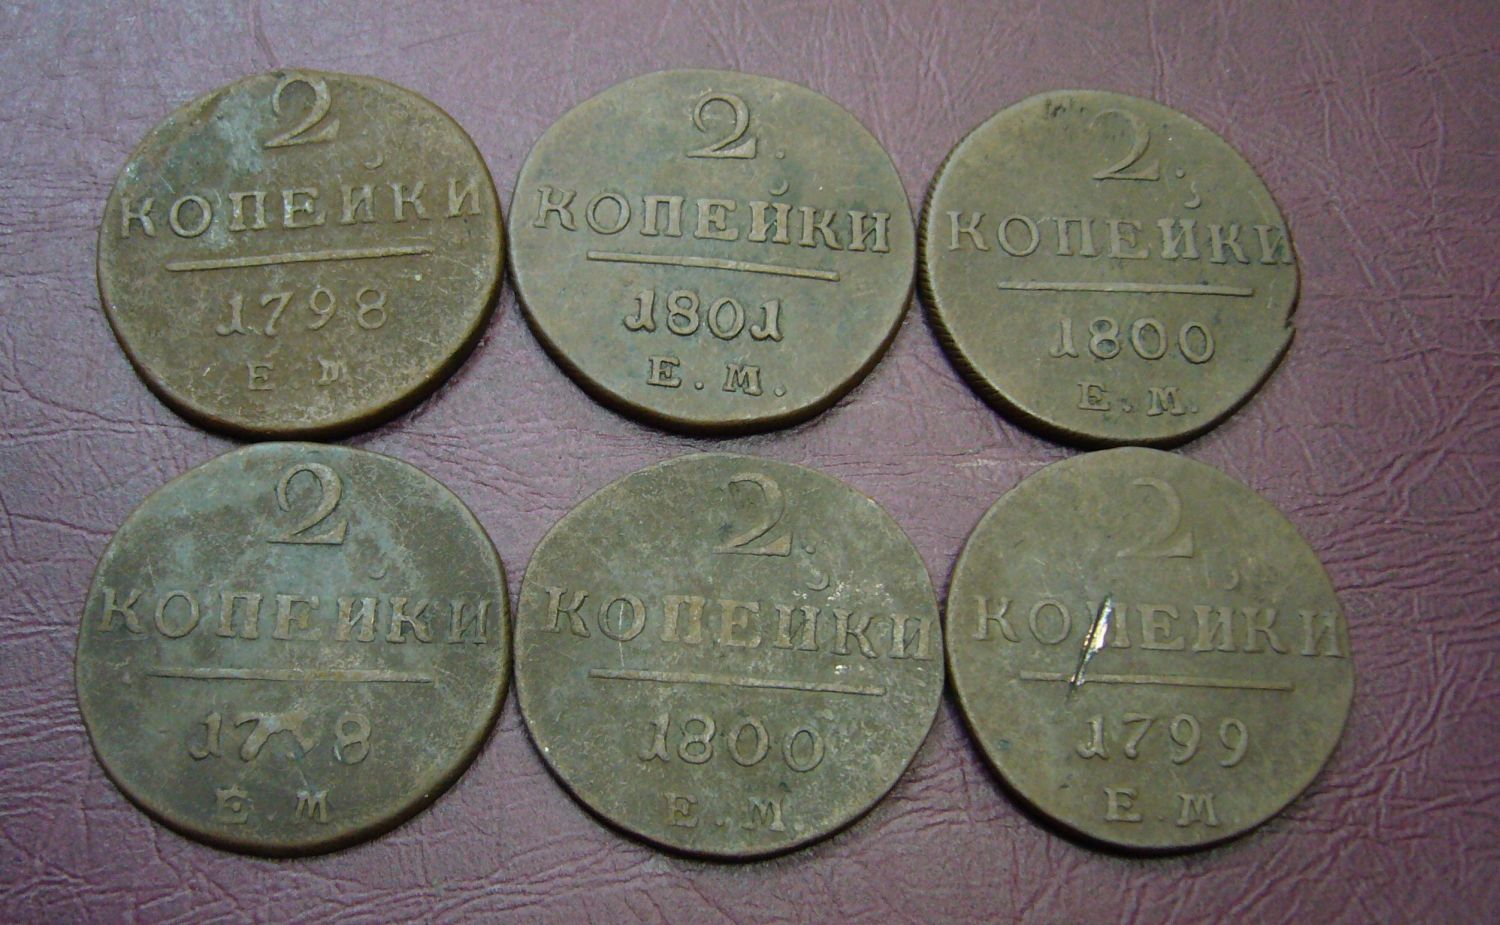 2
КОПЕЙКИ
1798
Е. М
2.
КОПЕЙКИ
1801
Е. М.
2.
КОПЕЙКИ
1800
Е. М.
2
КОПЕЙКИ
Е. М
2.
КОПЕЙКИ
1800
Е. М.
2
КОПЕЙКИ
1799
Е. М